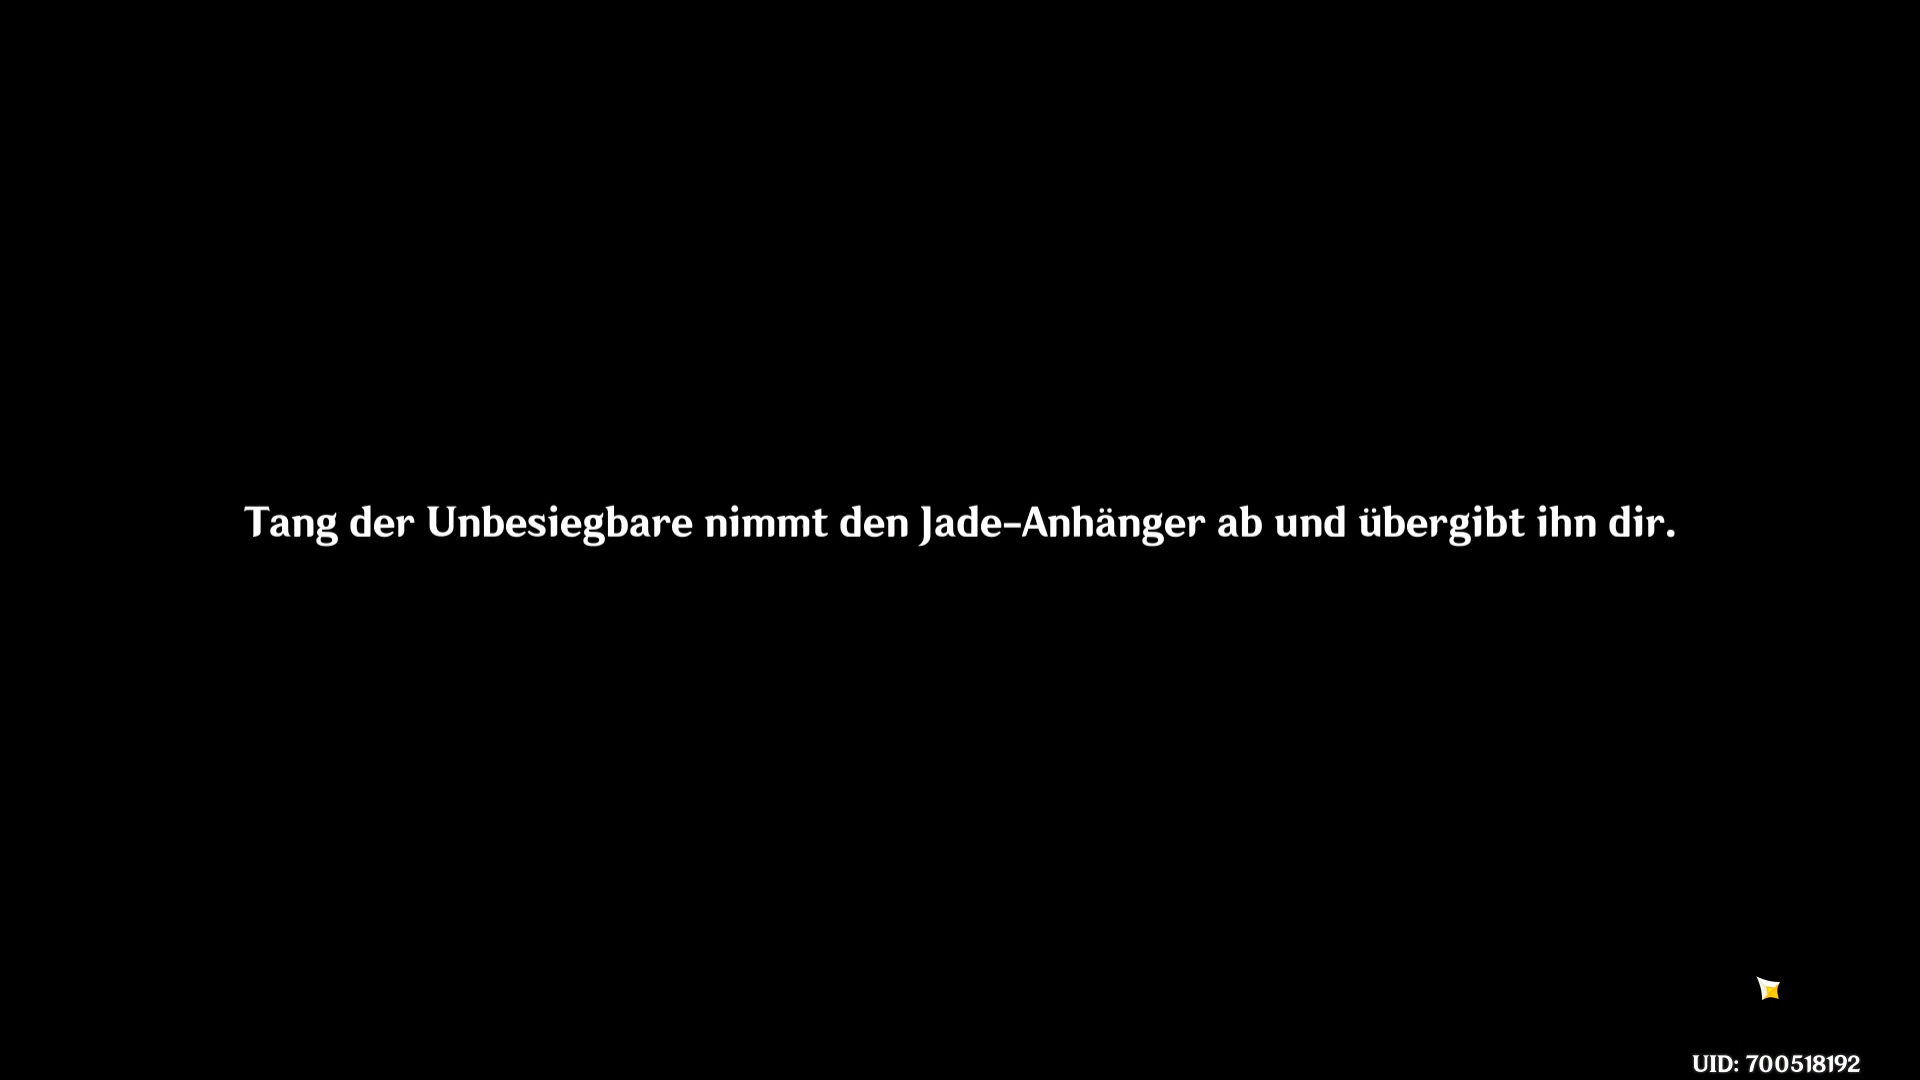 Tang der Unbesiegbare nimmt den Jade-Anhänger ab und übergibt ihn dir.
UID: 700518192